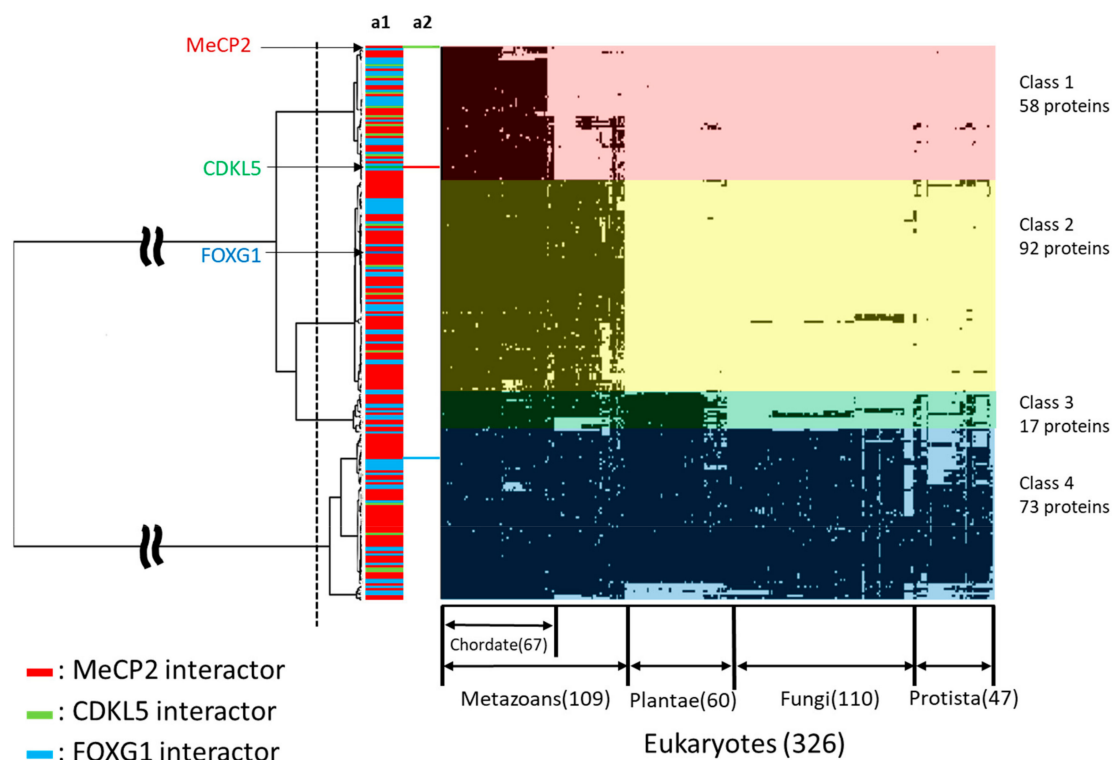 a1 a2
MeCP2
CDKL5
FOXG1
Class 1
58 proteins
Class 2
92 proteins
Class 3
17 proteins
Class 4
73 proteins
Chordate(67)
Metazoans(109) Plantae(60) Fungi(110) Protista(47)
Eukaryotes (326)
: MeCP2 interactor
: CDKL5 interactor
: FOXG1 interactor